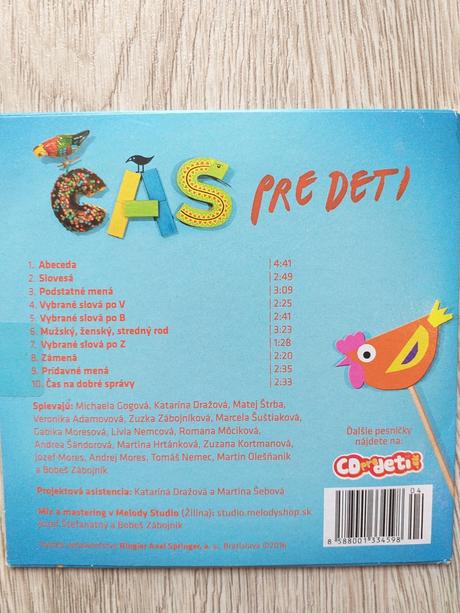 ČAS PRE DETI
1. Abeceda | 4:41
2. Slovesá | 2:49
3. Podstatné mená | 3:09
4. Vybrané slová po V | 2:25
5. Vybrané slová po B | 2:41
6. Mužský, ženský, stredný rod | 3:23
7. Vybrané slová po Z | 1:28
8. Zámená | 2:20
9. Prídavné mená | 2:35
10. Čas na dobré správy | 2:33
Spievajú: Michaela Gogová, Katarína Dražová, Matej Štrba,
Veronika Adamovová, Zuzka Zábojníková, Marcela Šuštiaková,
Gabika Moresová, Lívia Nemcová, Romana Môciková,
Andrea Šándorová, Martina Hrtánková, Zuzana Kortmanová,
Jozef Mores, Andrej Mores, Tomáš Nemec, Martin Olešňanik
a Bobeš Zábojník
Projektová asistencia: Katarína Dražová a Martina Šebová
Mix a mastering v Melody Studio (Žilina): studio.melodyshop.sk
Jozef Štefanatný a Bobeš Zábojník
Ringier Axel Springer, a. s., Bratislava ©2016
Ďalšie pesničky
nájdete na:
CD pre deti
04
8 588001 334598